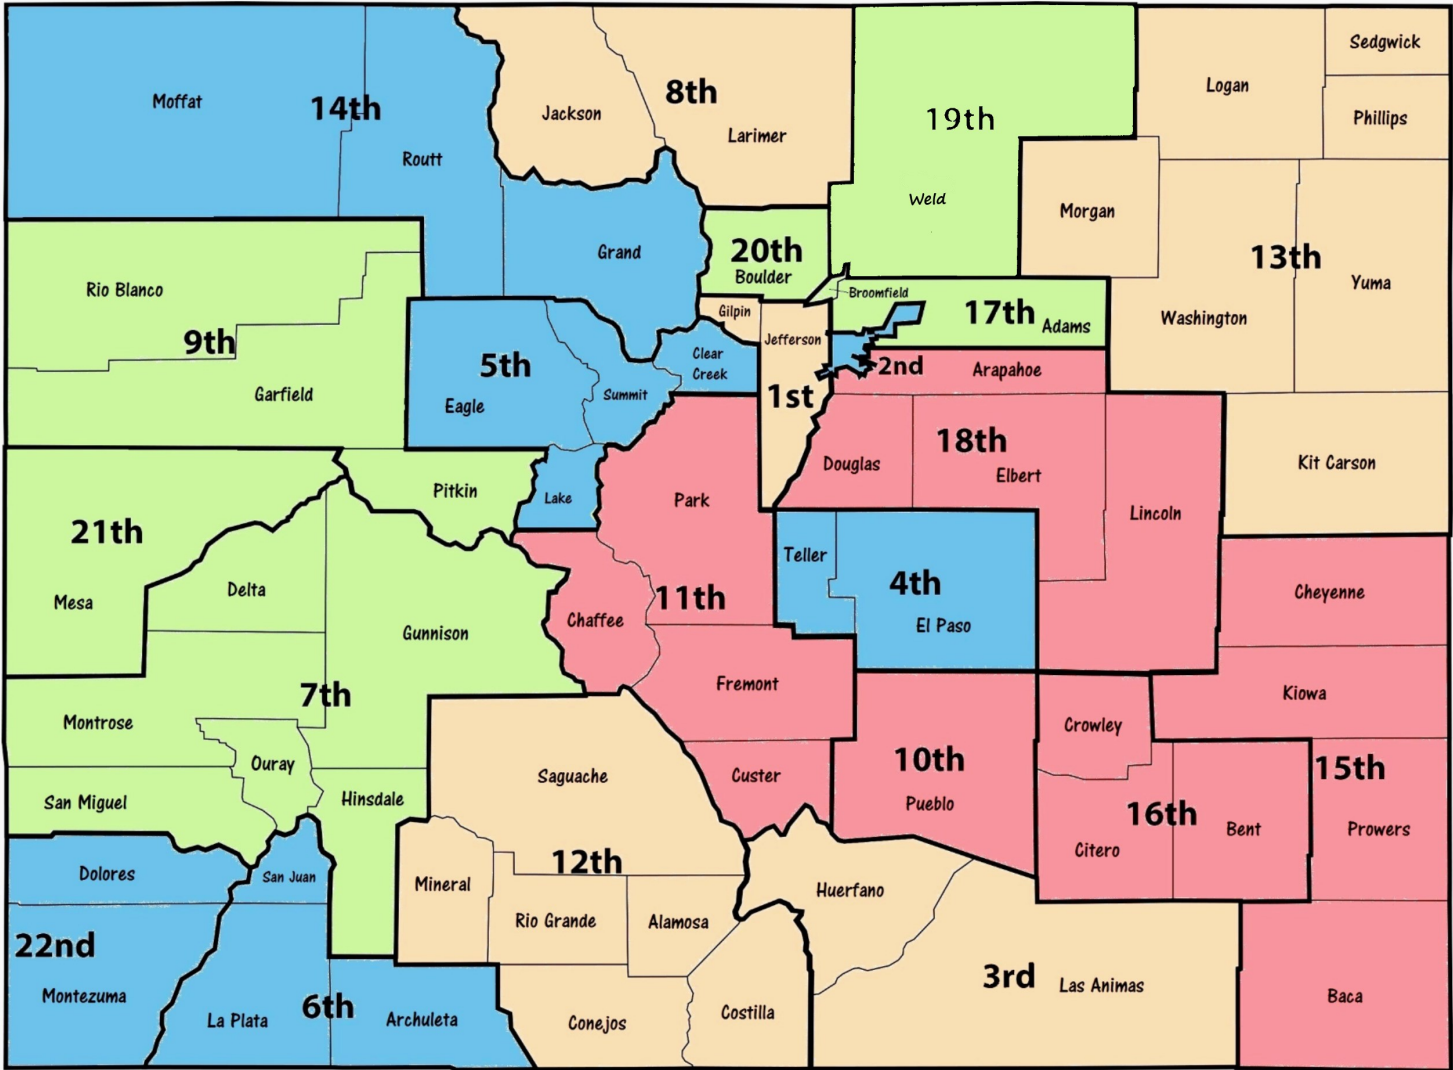 Moffat
14th
Routt
Jackson
8th
Larimer
19th
Weld
Logan
Sedgwick
Phillips
Morgan
13th
Washington
Yuma
Rio Blanco
9th
Garfield
Grand
20th
Boulder
Gilpin
Broomfield
17th
Adams
Jefferson
5th
Eagle
Summit
Clear
Creek
1st
2nd
Arapahoe
18th
Douglas
Elbert
Lincoln
Kit Carson
21th
Mesa
Pitkin
Lake
Park
Teller
4th
El Paso
Cheyenne
Delta
Gunnison
Chaffee
11th
Fremont
Kiowa
7th
Montrose
Ouray
San Miguel
Hinsdale
Saguache
Custer
10th
Pueblo
Crowley
15th
16th
Citero
Bent
Prowers
Dolores
San Juan
Mineral
12th
Rio Grande
Alamosa
Huerfano
22nd
Montezuma
La Plata
6th
Archuleta
Conejos
Costilla
3rd
Las Animas
Baca